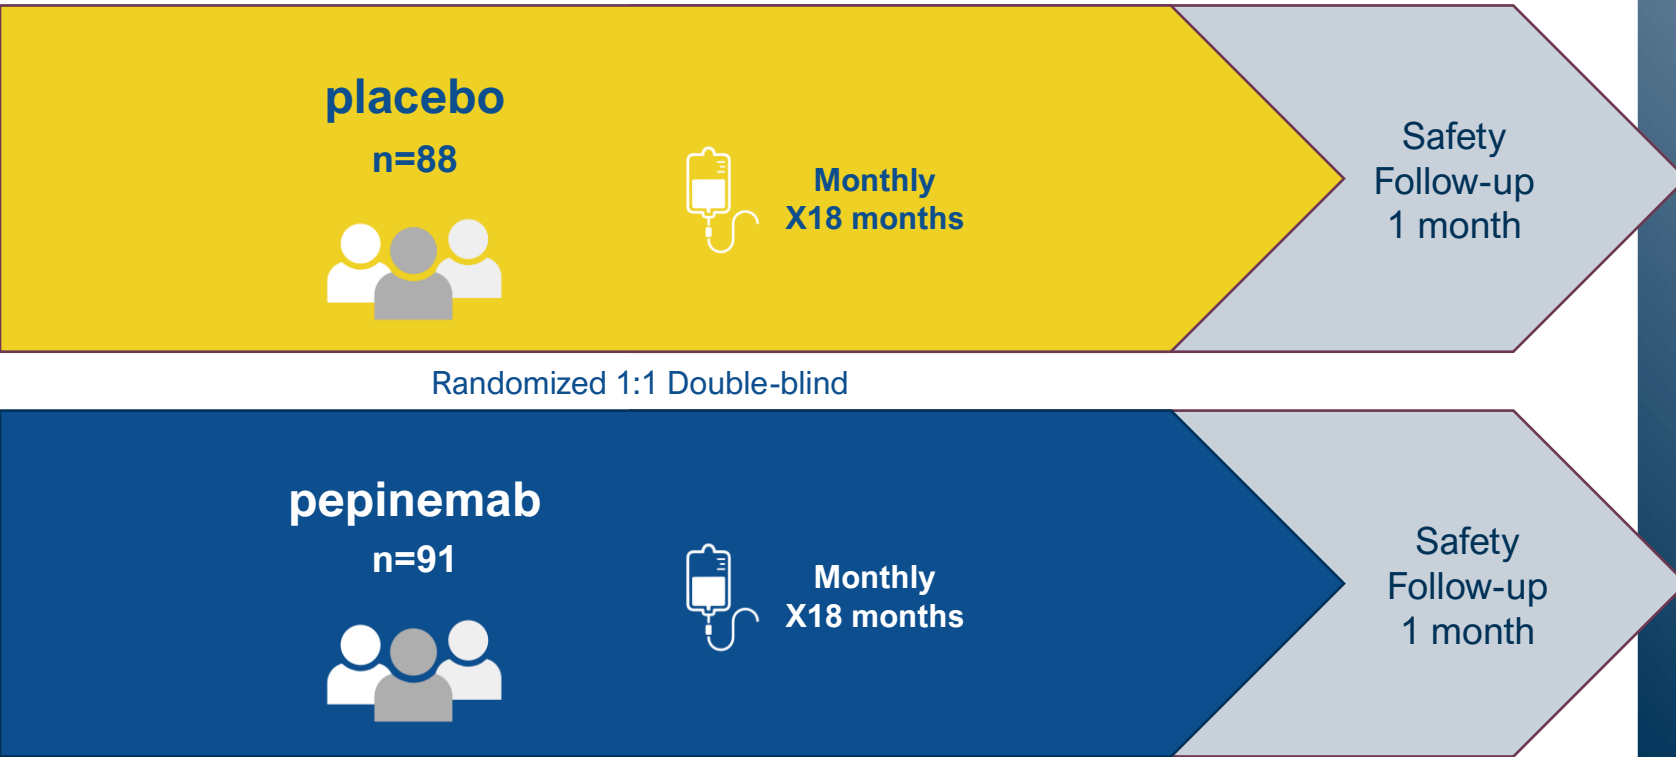 placebo
n=88
Monthly
X18 months
Safety
Follow-up
1 month
Randomized 1:1 Double-blind
pepinemab
n=91
Monthly
X18 months
Safety
Follow-up
1 month